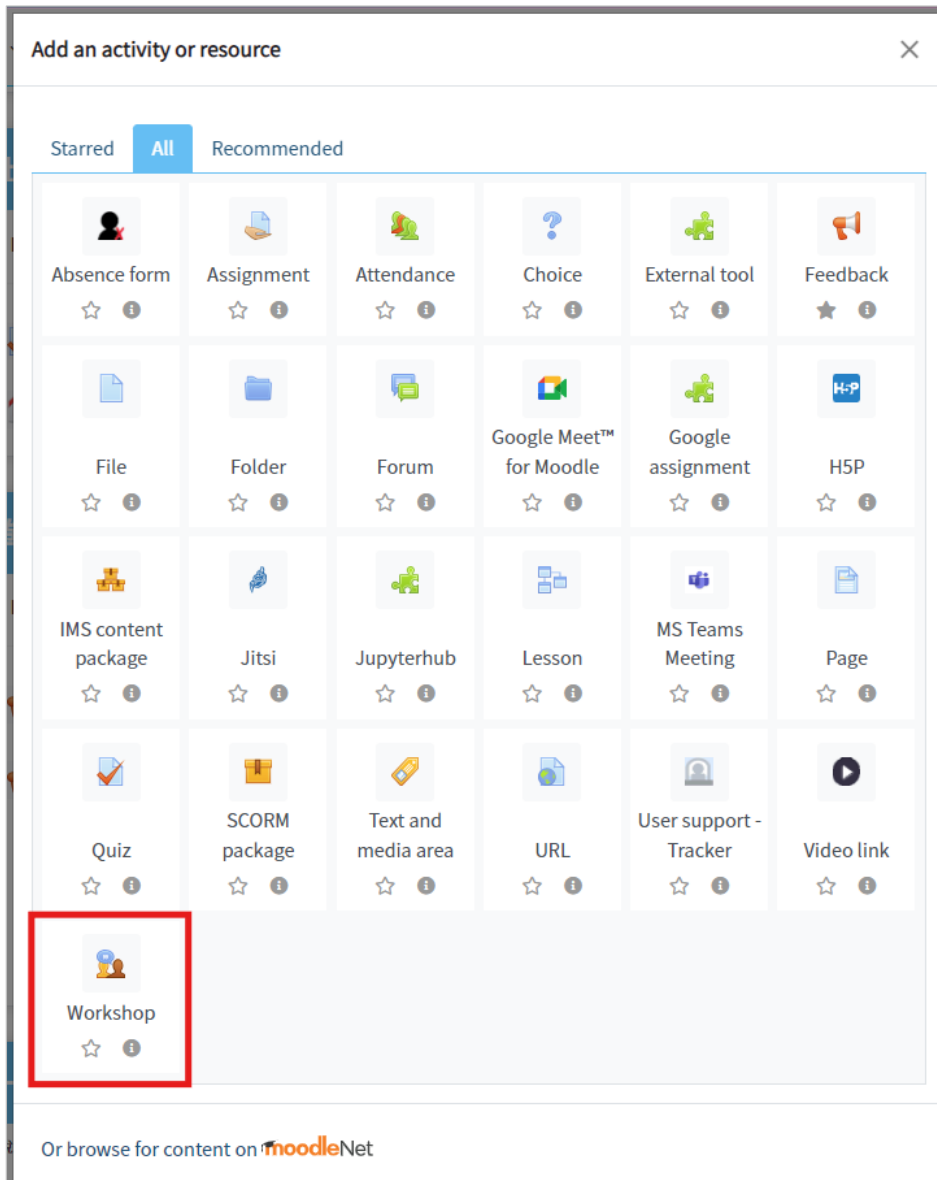 Add an activity or resource
Starred
All
Recommended
Absence form
Assignment
Attendance
Choice
External tool
Feedback
File
Folder
Forum
Google Meet™
for Moodle
Google
assignment
H5P
H5P
IMS content
package
Jitsi
Jupyterhub
Lesson
MS Teams
Meeting
Page
Quiz
SCORM
package
Text and
media area
URL
User support -
Tracker
Video link
Workshop
Or browse for content on moodleNet